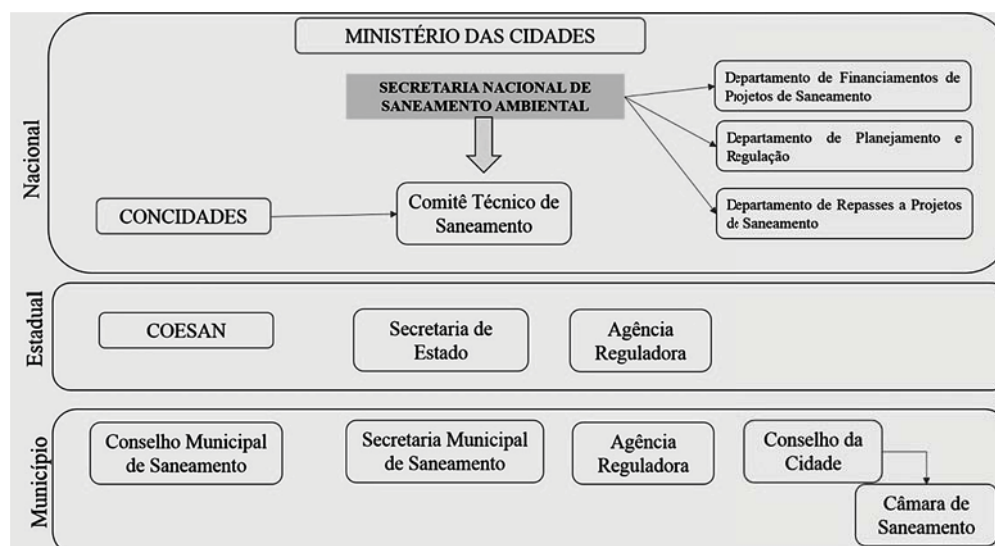 Nacional
MINISTÉRIO DAS CIDADES
SECRETARIA NACIONAL DE
SANEAMENTO AMBIENTAL
Departamento de Financiamentos de
Projetos de Saneamento
Departamento de Planejamento e
Regulação
Departamento de Repasses a Projetos
de Saneamento
CONCIDADES
Comitê Técnico de
Saneamento
Estadual
COESAN
Secretaria de
Estado
Agência
Reguladora
Município
Conselho Municipal
de Saneamento
Secretaria Municipal
de Saneamento
Agência
Reguladora
Conselho da
Cidade
Câmara de
Saneamento